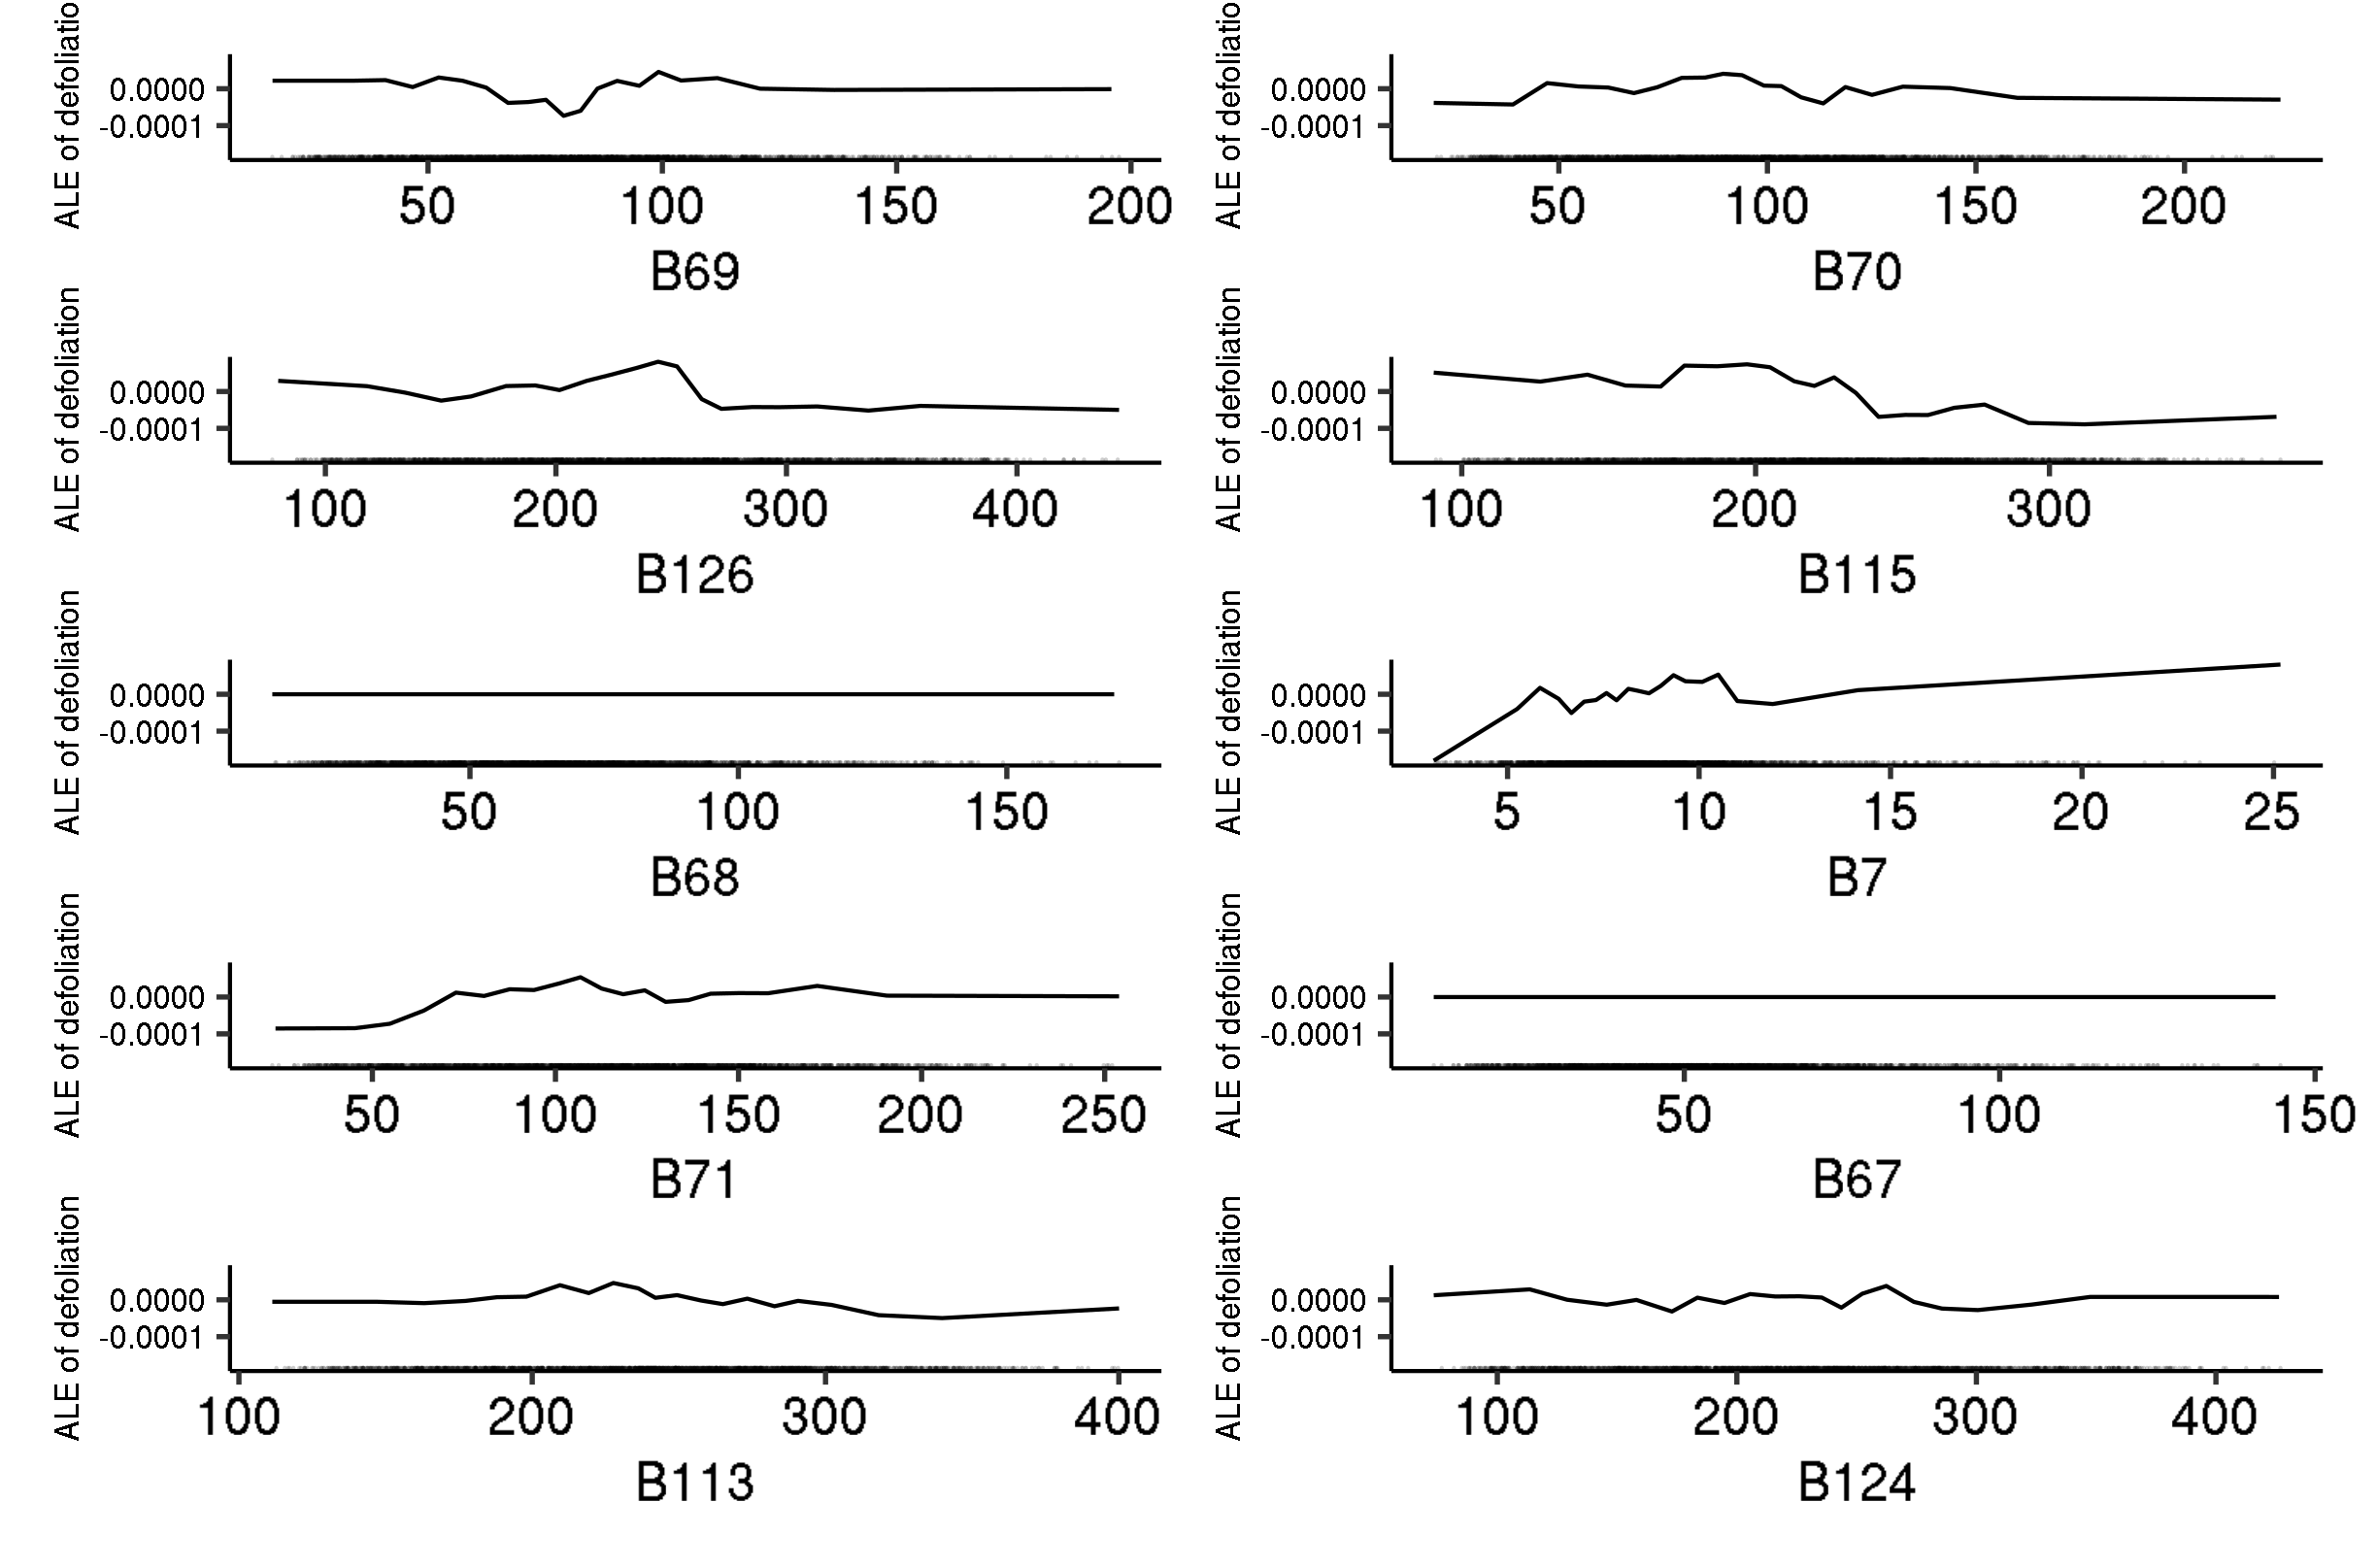 ALE of defoliatio
0.0000
-0.0001
50 100 150 200
B69
ALE of defoliatio
0.0000
-0.0001
50 100 150 200
B70
ALE of defoliation
0.0000
-0.0001
100 200 300 400
B126
ALE of defoliation
0.0000
-0.0001
100 200 300
B115
ALE of defoliation
0.0000
-0.0001
50 100 150
B68
ALE of defoliation
0.0000
-0.0001
5 10 15 20 25
B7
ALE of defoliation
0.0000
-0.0001
50 100 150 200 250
B71
ALE of defoliation
0.0000
-0.0001
50 100 150
B67
ALE of defoliation
0.0000
-0.0001
100 200 300 400
B113
ALE of defoliation
0.0000
-0.0001
100 200 300 400
B124